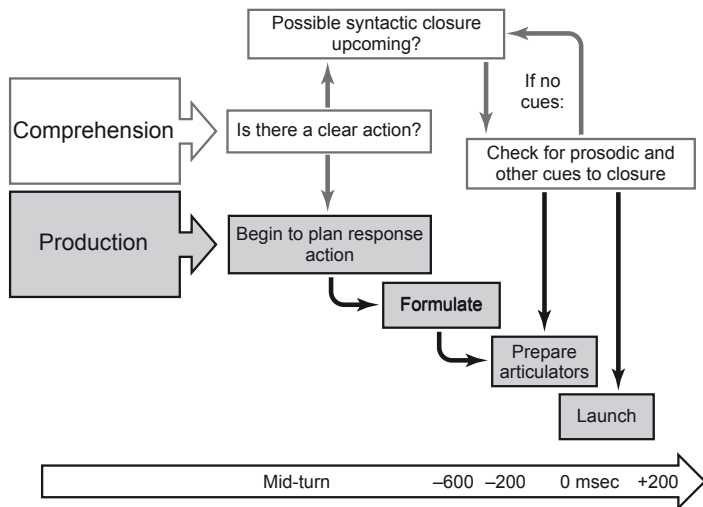 Possible syntactic closure
upcoming?
If no
cues:
Comprehension
Is there a clear action?
Check for prosodic and
other cues to closure
Production
Begin to plan response
action
Formulate
Prepare
articulators
Launch
Mid-turn –600 –200 0 msec +200